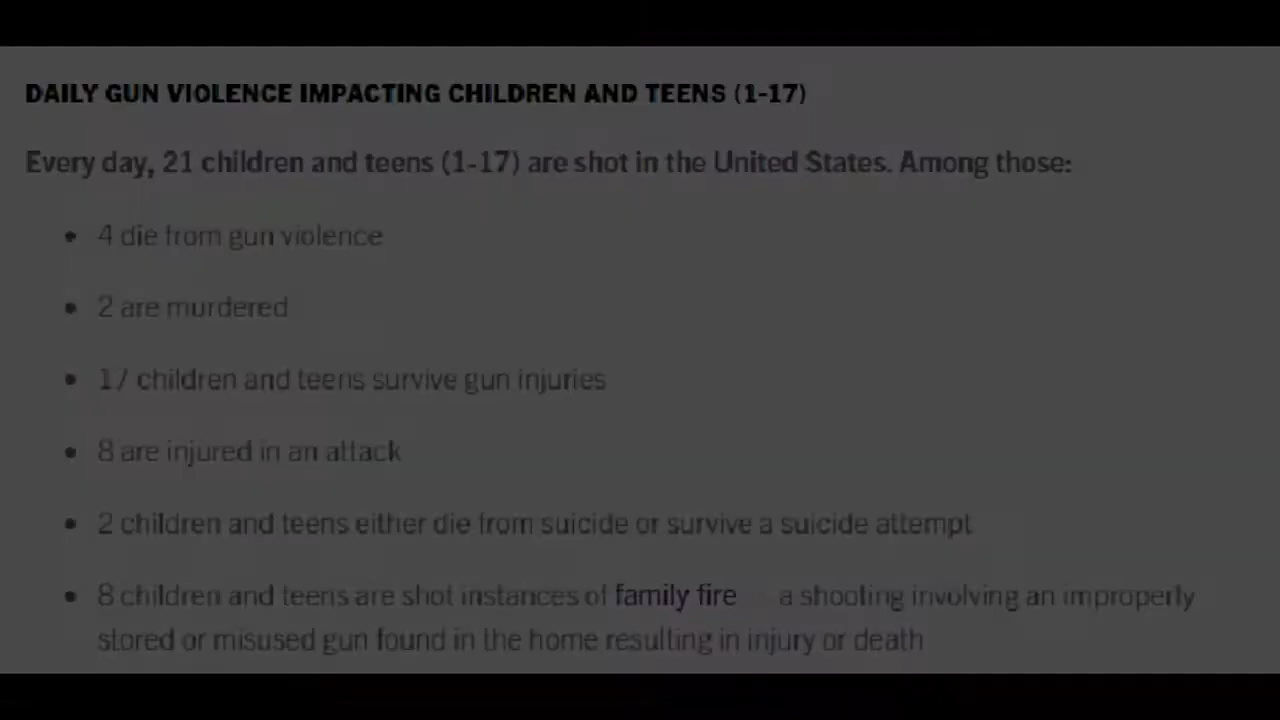 DAILY GUN VIOLENCE IMPACTING CHILDREN AND TEENS (1-17)
Every day, 21 children and teens (1-17) are shot in the United States. Among those:
• 4 die from gun violence
• 2 are murdered
• 17 children and teens survive gun injuries
• 8 are injured in an attack
• 2 children and teens either die from suicide or survive a suicide attempt
• 8 children and teens are shot instances of family fire a shooting involving an improperly
stored or misused gun found in the home resulting in injury or death